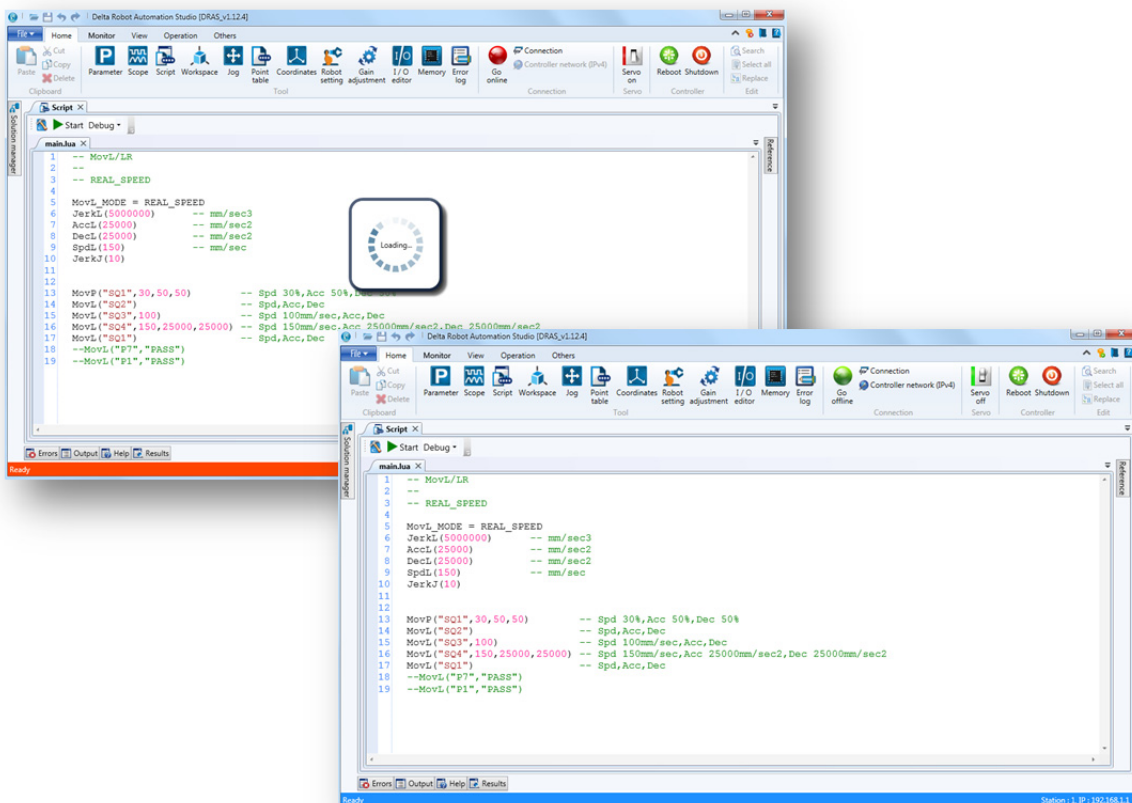 Delta Robot Automation Studio [DRAS_v1.12.4]
File Home Monitor View Operation Others
Paste Cut Copy Delete Parameter Scope Script Workspace Jog Point table Coordinates Robot setting Gain adjustment I/O editor Memory Error log Go online Connection Controller network (IPv4) Servo on Reboot Shutdown Search Select all Replace
Clipboard Tool Connection Servo Controller Edit
Script
Solution manager
Start Debug
main.lua
Reference
1 -- MovL/LR
2 --
3 -- REAL_SPEED
4
5 MovL_MODE = REAL_SPEED
6 JerkL(5000000) -- mm/sec3
7 AccL(25000) -- mm/sec2
8 DecL(25000) -- mm/sec2
9 SpdL(150) -- mm/sec
10 JerkJ(10)
11
12
13 MovP("SQ1",30,50,50) -- Spd 30%,Acc 50%,Dec 50%
14 MovL("SQ2") -- Spd,Acc,Dec
15 MovL("SQ3",100) -- Spd 100mm/sec,Acc,Dec
16 MovL("SQ4",150,25000,25000) -- Spd 150mm/sec,Acc 25000mm/sec2,Dec 25000mm/sec2
17 MovL("SQ1") -- Spd,Acc,Dec
18 --MovL("P7","PASS")
19 --MovL("P1","PASS")
Loading...
Errors Output Help Results
Ready
Delta Robot Automation Studio [DRAS_v1.12.4]
File Home Monitor View Operation Others
Paste Cut Copy Delete Parameter Scope Script Workspace Jog Point table Coordinates Robot setting Gain adjustment I/O editor Memory Error log Go offline Connection Controller network (IPv4) Servo off Reboot Shutdown Search Select all Replace
Clipboard Tool Connection Servo Controller Edit
Script
Solution manager
Start Debug
main.lua
Reference
1 -- MovL/LR
2 --
3 -- REAL_SPEED
4
5 MovL_MODE = REAL_SPEED
6 JerkL(5000000) -- mm/sec3
7 AccL(25000) -- mm/sec2
8 DecL(25000) -- mm/sec2
9 SpdL(150) -- mm/sec
10 JerkJ(10)
11
12
13 MovP("SQ1",30,50,50) -- Spd 30%,Acc 50%,Dec 50%
14 MovL("SQ2") -- Spd,Acc,Dec
15 MovL("SQ3",100) -- Spd 100mm/sec,Acc,Dec
16 MovL("SQ4",150,25000,25000) -- Spd 150mm/sec,Acc 25000mm/sec2,Dec 25000mm/sec2
17 MovL("SQ1") -- Spd,Acc,Dec
18 --MovL("P7","PASS")
19 --MovL("P1","PASS")
Errors Output Help Results
Ready Station : 1 IP : 192.168.1.1